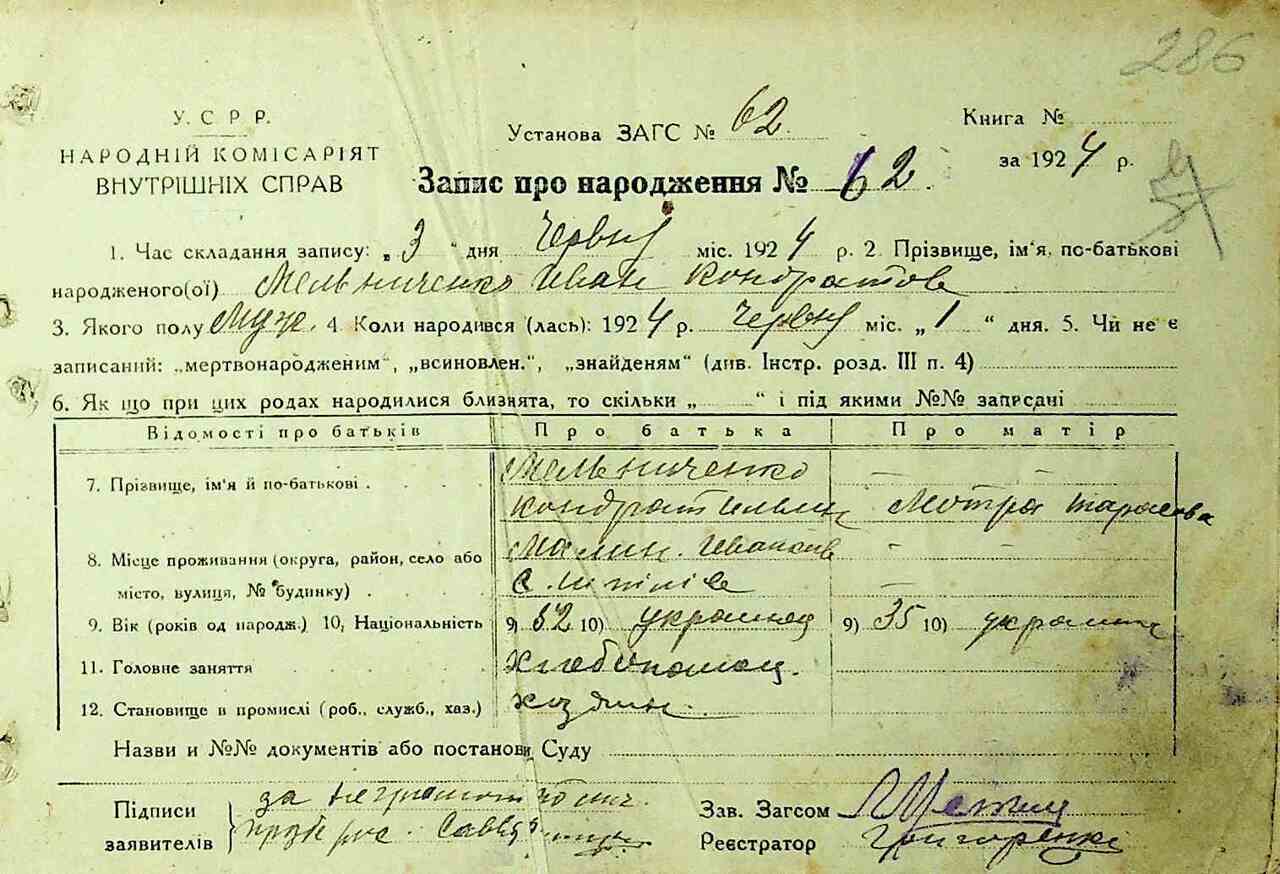 286
У. С Р Р.
НАРОДНІЙ КОМІСАРІЯТ
ВНУТРІШНІХ СПРАВ
Установа ЗАГС № 62.
Книга №
за 1924 р.
Запис про народження № 62.
1. Час складання запису: „3“ дня Червня міс. 1924 р. 2. Прізвище, ім'я, по-батькові
народженого(ої) Мельниченко Иван Кондратов
3. Якого полу Муж. 4. Коли народився (лась): 1924 р. Червня міс. „1“ дня. 5. Чи не є
записаний: „мертвонародженим“, „всиновлен.“, „знайденям“ (див. Інстр. розд. III п. 4)
6. Як що при цих родах народилися близнята, то скільки „ “ і під якими №№ записані
Відомості про батьків Про батька Про матір
7. Прізвище, ім'я й по-батькові . Мельниченко —
Кондрат Мотря Тарасова
8. Місце проживання (округа, район, село або Малин. Иванків —
місто, вулиця, № будинку) . с. —
9. Вік (років од народж.) 10, Національність 9) 10) украинец 9) 35 10)
11. Головне заняття хлебопашец.
12. Становище в промислі (роб., служб., хаз.) хозяин.
Назви и №№ документів або постанови Суду
Підписи
заявителів
за
Зав. Загсом
Реєстратор Григоренко